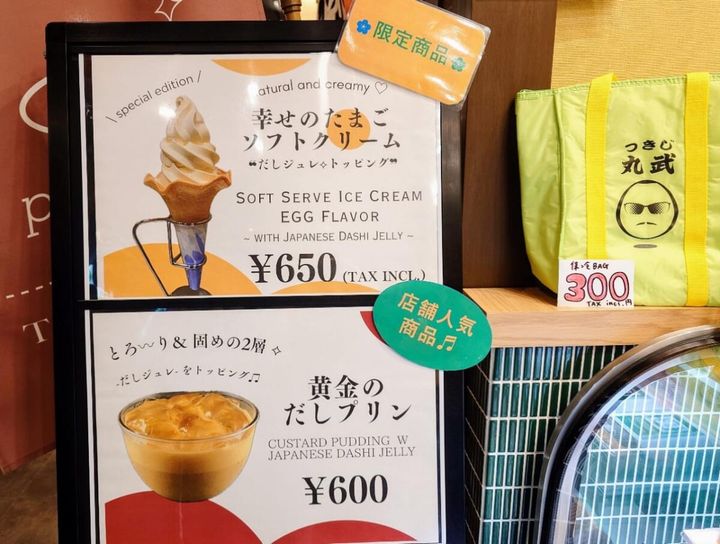 限定商品
\ special edition /
natural and creamy ♡
幸せのたまご
ソフトクリーム
❝だしジュレ✧トッピング❞
SOFT SERVE ICE CREAM
EGG FLAVOR
~ WITH JAPANESE DASHI JELLY ~
¥650 (TAX INCL.)
店舗人気
商品♬
とろ〰り& 固めの2層 ✧
-だしジュレ- をトッピング♫
黄金の
だしプリン
CUSTARD PUDDING W
JAPANESE DASHI JELLY
¥600
つきじ
丸武
保冷BAG
300
TAX incl.円